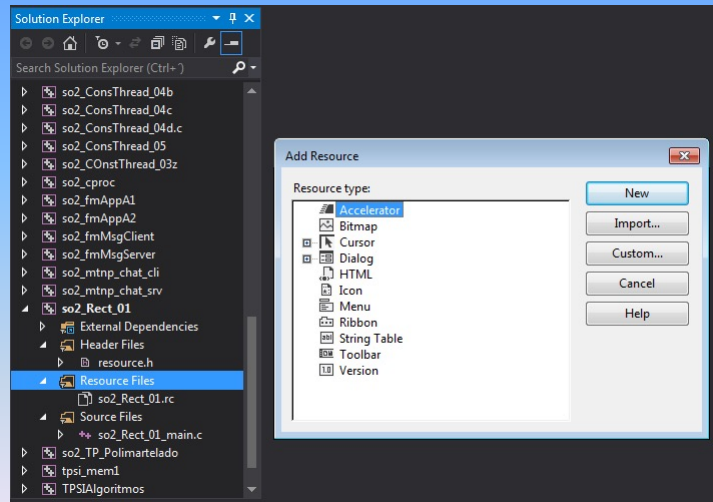 Solution Explorer
Search Solution Explorer (Ctrl+´)
so2_ConsThread_04b
so2_ConsThread_04c
so2_ConsThread_04d.c
so2_ConsThread_05
so2_COnstThread_03z
so2_cproc
so2_fmAppA1
so2_fmAppA2
so2_fmMsgClient
so2_fmMsgServer
so2_mtnp_chat_cli
so2_mtnp_chat_srv
so2_Rect_01
External Dependencies
Header Files
resource.h
Resource Files
so2_Rect_01.rc
Source Files
so2_Rect_01_main.c
so2_TP_Polimartelado
tpsi_mem1
TPSIAlgoritmos
Add Resource
Resource type:
Accelerator
Bitmap
Cursor
Dialog
HTML
Icon
Menu
Ribbon
String Table
Toolbar
Version
New
Import...
Custom...
Cancel
Help